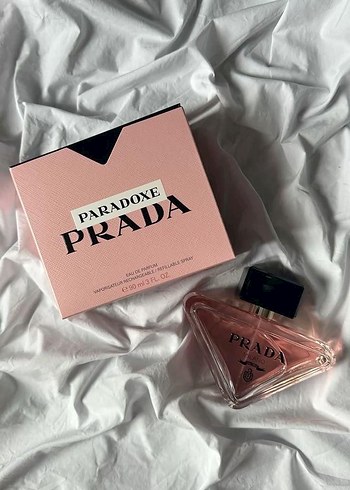 PARADOXE
PRADA
EAU DE PARFUM
VAPORISATEUR RECHARGEABLE / REFILLABLE SPRAY
℮ 90 ml 3 FL. OZ.
PRADA